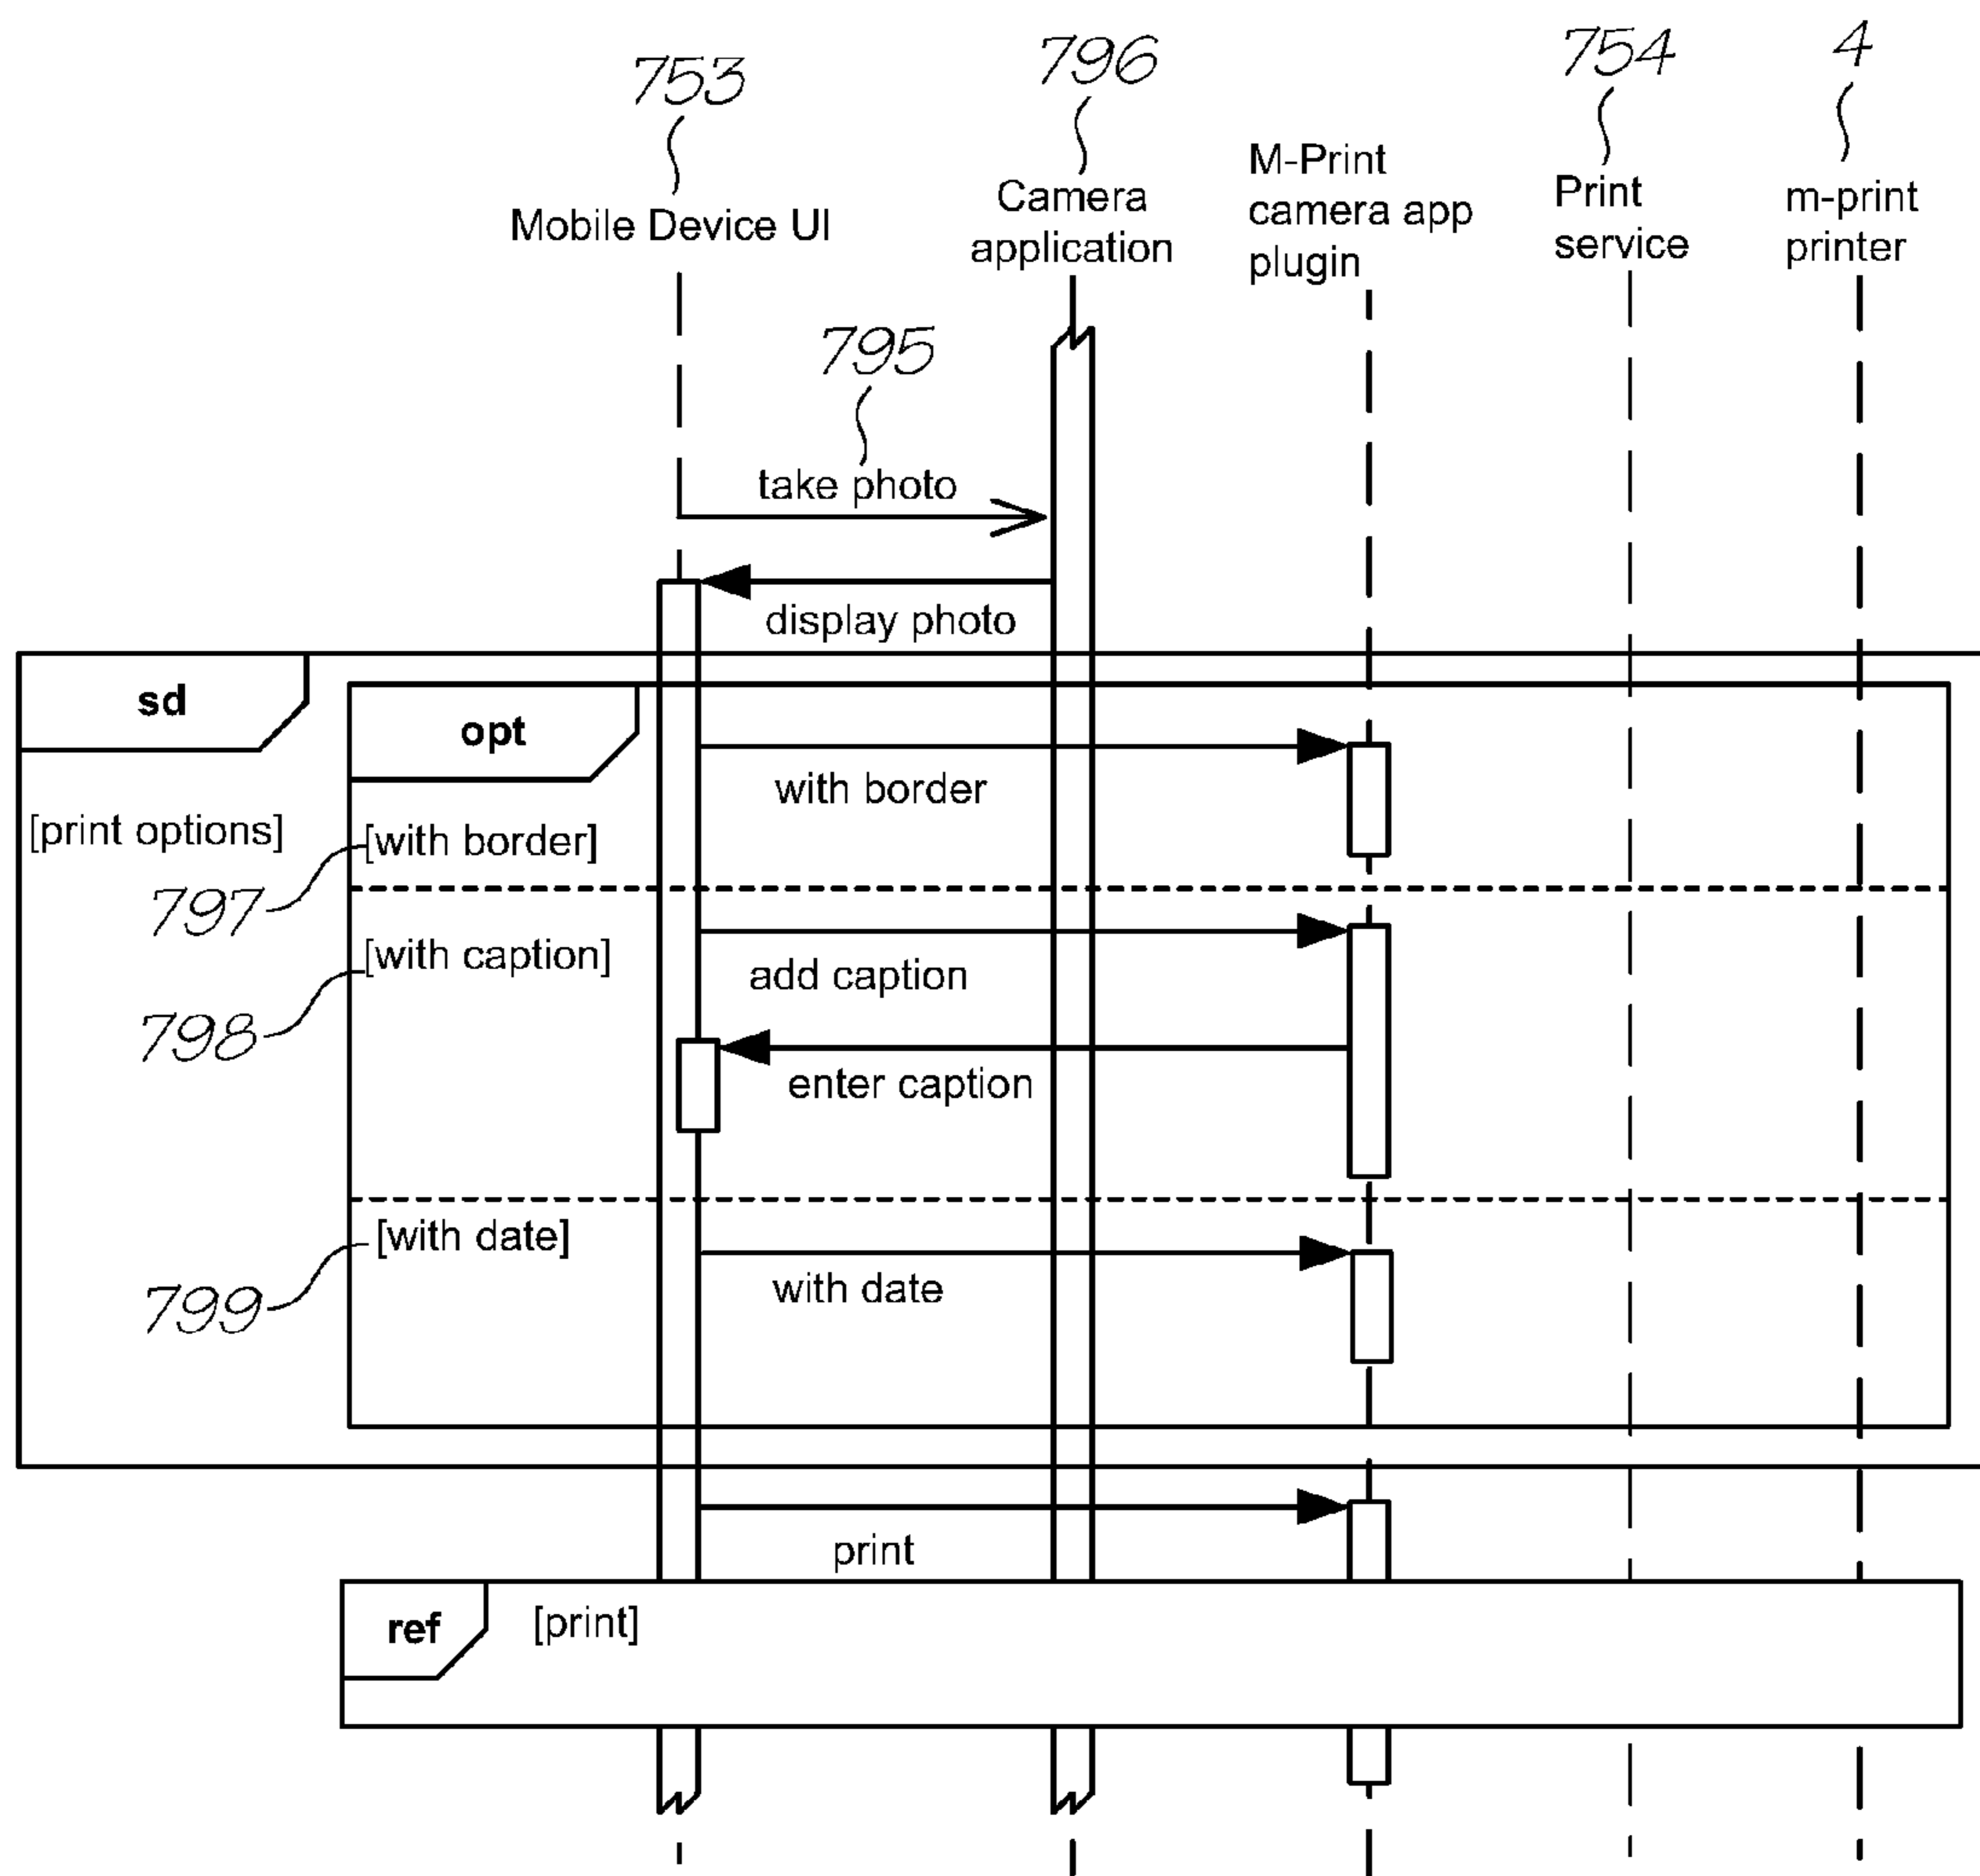 753
796
754
4
Mobile Device UI
Camera
application
M-Print
camera app
plugin
Print
service
m-print
printer
795
take photo
display photo
sd
opt
with border
[print options]
[with border]
797
[with caption]
add caption
798
enter caption
[with date]
with date
799
print
ref
[print]